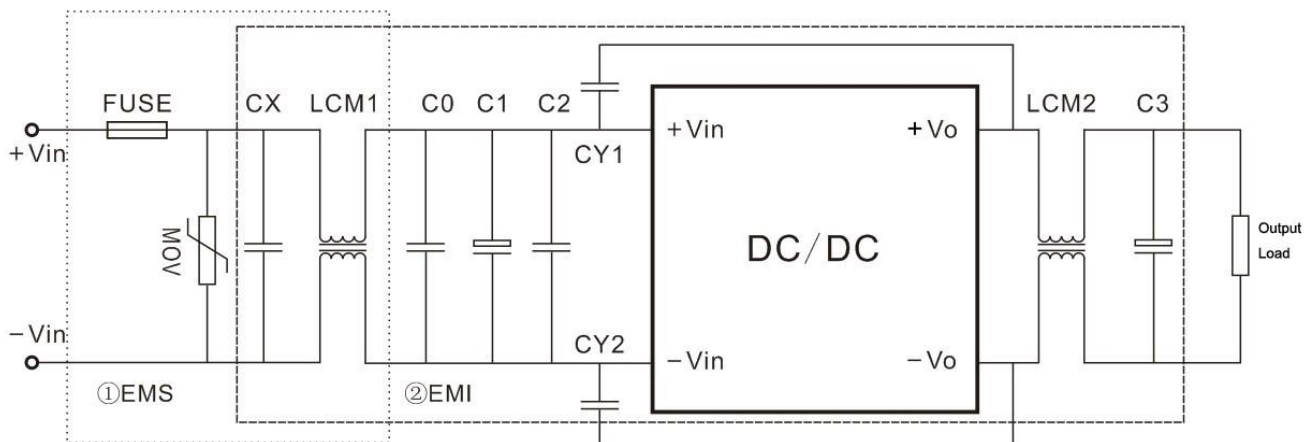 FUSE
CX
LCM1
C0
C1
C2
LCM2
C3
+Vin
CY1
+Vin
+Vo
MOV
DC/DC
Output
Load
-Vin
CY2
-Vin
-Vo
①EMS
②EMI